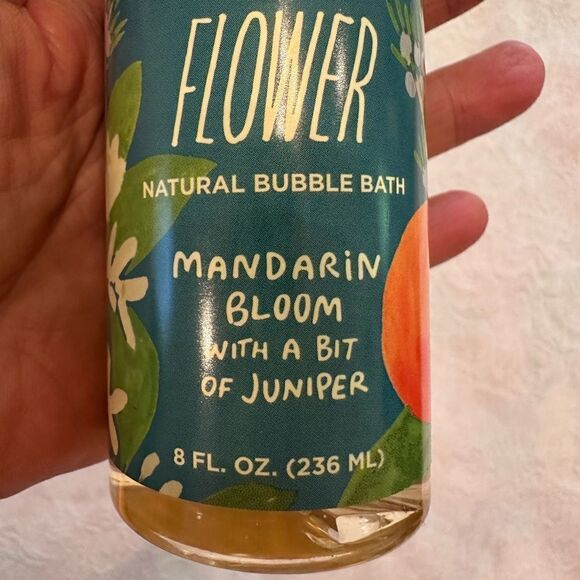 FLOWER
NATURAL BUBBLE BATH
MANDARIN
BLOOM
WITH A BIT
OF JUNIPER
8 FL. OZ. (236 ML)